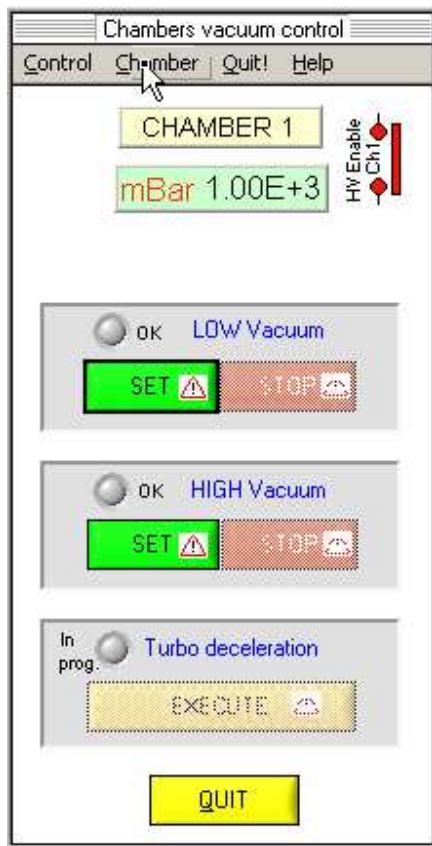 Chambers vacuum control
Control Chamber Quit! Help
CHAMBER 1
mBar 1.00E+3
HV Enable
Ch1
OK LOW Vacuum
SET STOP
OK HIGH Vacuum
SET STOP
In
prog. Turbo deceleration
EXECUTE
QUIT